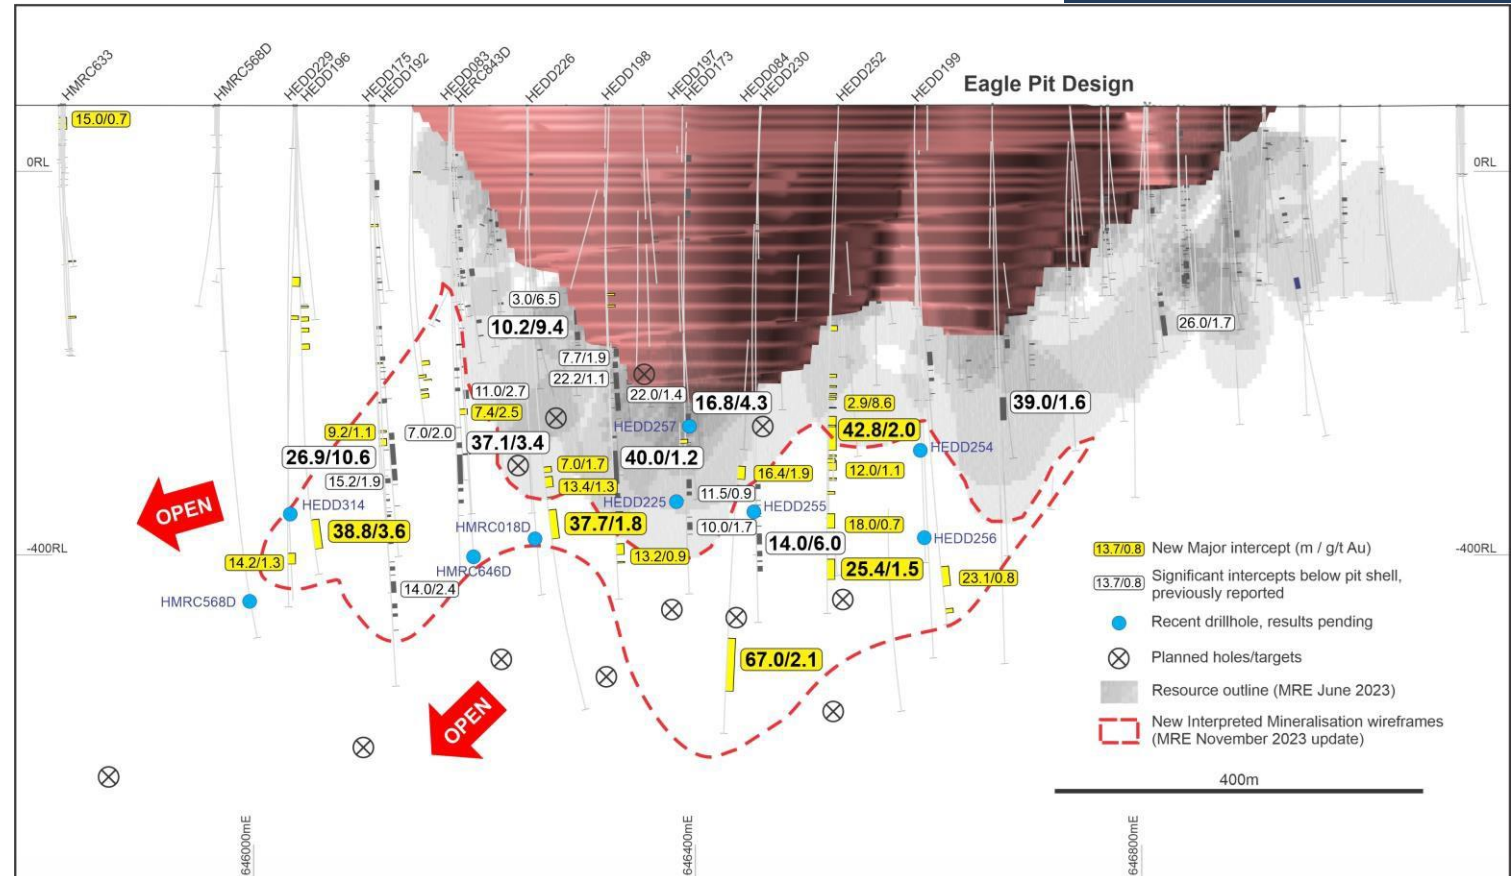 HMRC633
HMRC568D
HEDD229
HEDD196
HEDD175
HEDD192
HEDD083
HERC843D
HEDD226
HEDD198
HEDD197
HEDD173
HEDD084
HEDD230
HEDD252
HEDD199
Eagle Pit Design
15.0/0.7
0RL
0RL
3.0/6.5
10.2/9.4
26.0/1.7
7.7/1.9
22.2/1.1
11.0/2.7
22.0/1.4
16.8/4.3
2.9/8.6
39.0/1.6
7.4/2.5
9.2/1.1
7.0/2.0
37.1/3.4
HEDD257
42.8/2.0
26.9/10.6
40.0/1.2
HEDD254
7.0/1.7
16.4/1.9
12.0/1.1
15.2/1.9
13.4/1.3
11.5/0.9
OPEN
HEDD314
HEDD225
HEDD255
38.8/3.6
HMRC018D
37.7/1.8
10.0/1.7
18.0/0.7
14.0/6.0
HEDD256
-400RL
-400RL
14.2/1.3
HMRC646D
13.2/0.9
25.4/1.5
23.1/0.8
HMRC568D
14.0/2.4
67.0/2.1
OPEN
13.7/0.8 New Major intercept (m / g/t Au)
13.7/0.8 Significant intercepts below pit shell,
previously reported
Recent drillhole, results pending
Planned holes/targets
Resource outline (MRE June 2023)
New Interpreted Mineralisation wireframes
(MRE November 2023 update)
400m
646000mE
646400mE
646800mE